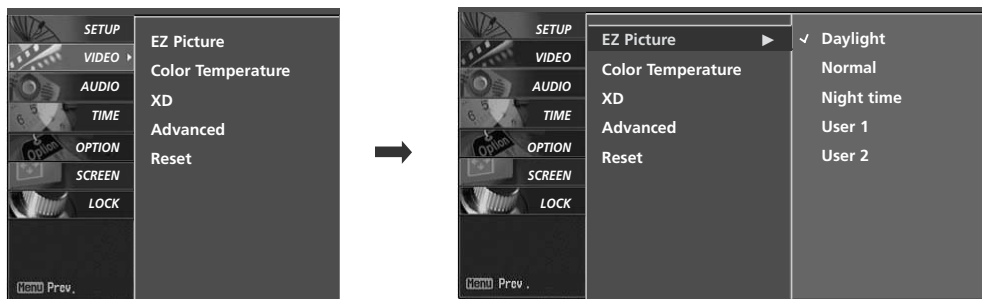 SETUP
VIDEO
AUDIO
TIME
OPTION
SCREEN
LOCK
Menu Prev.
EZ Picture
Color Temperature
XD
Advanced
Reset
SETUP
VIDEO
AUDIO
TIME
OPTION
SCREEN
LOCK
Menu Prev.
EZ Picture ▶
Color Temperature
XD
Advanced
Reset
✓ Daylight
Normal
Night time
User 1
User 2